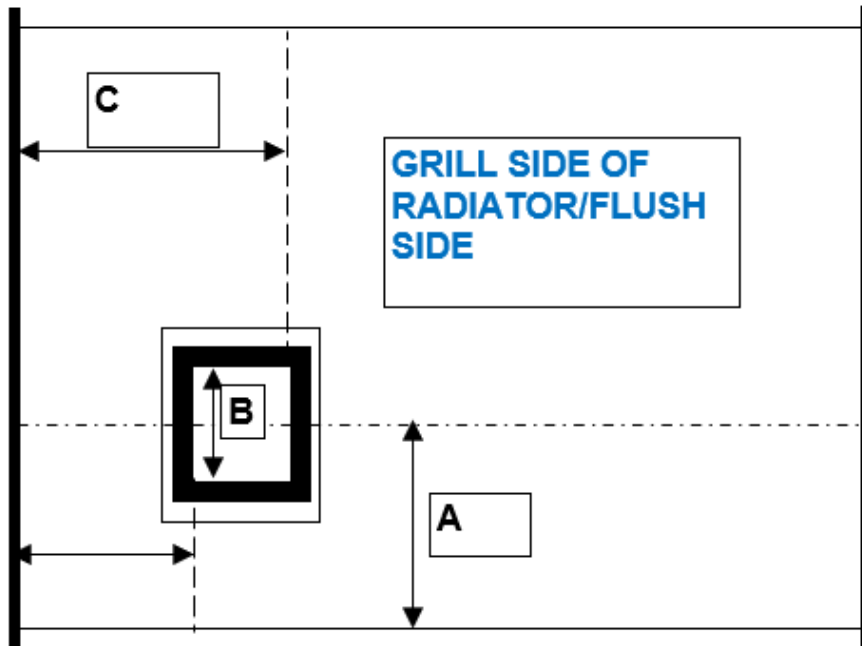 C
GRILL SIDE OF
RADIATOR/FLUSH
SIDE
B
A